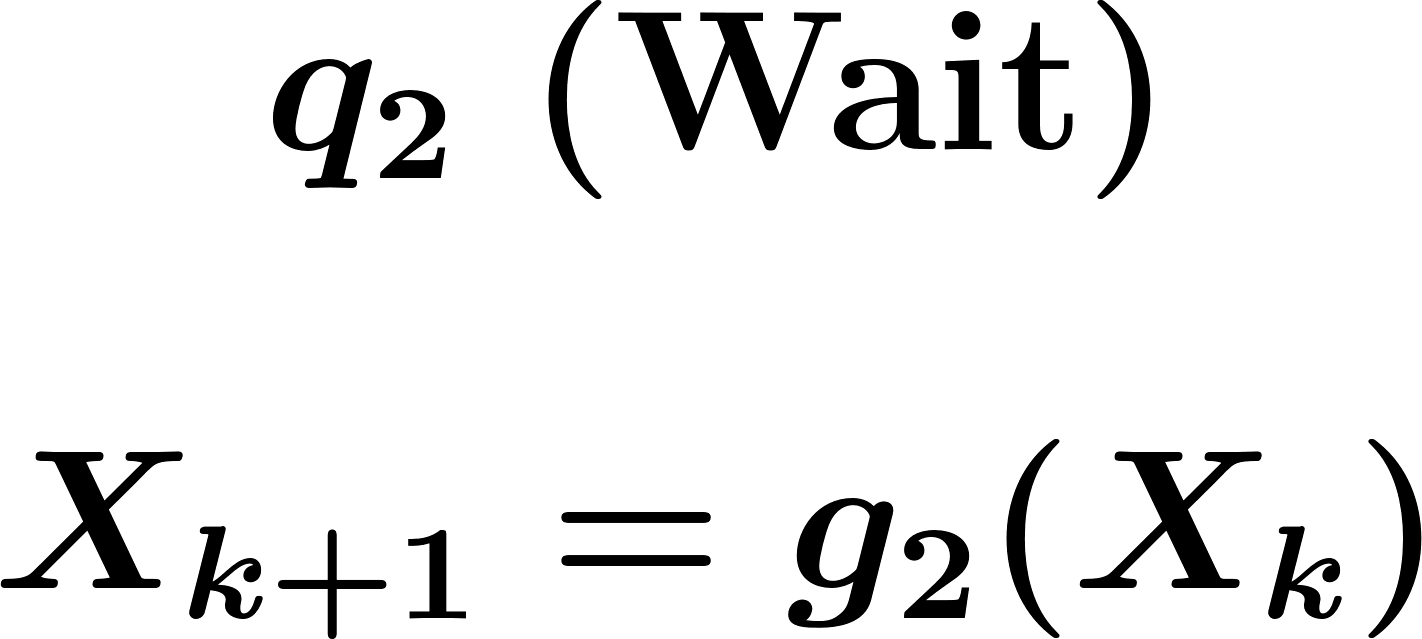 q₂ (Wait)
Xₖ₊₁ = g₂(Xₖ)